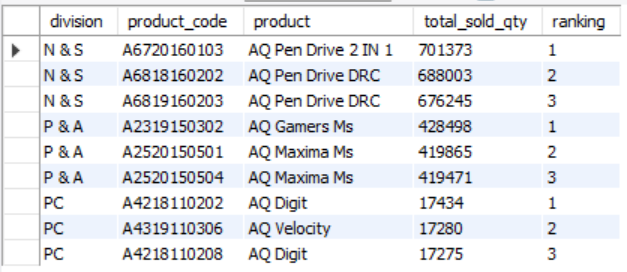 division product_code product total_sold_qty ranking
N & S A6720160103 AQ Pen Drive 2 IN 1 701373 1
N & S A6818160202 AQ Pen Drive DRC 688003 2
N & S A6819160203 AQ Pen Drive DRC 676245 3
P & A A2319150302 AQ Gamers Ms 428498 1
P & A A2520150501 AQ Maxima Ms 419865 2
P & A A2520150504 AQ Maxima Ms 419471 3
PC A4218110202 AQ Digit 17434 1
PC A4319110306 AQ Velocity 17280 2
PC A4218110208 AQ Digit 17275 3